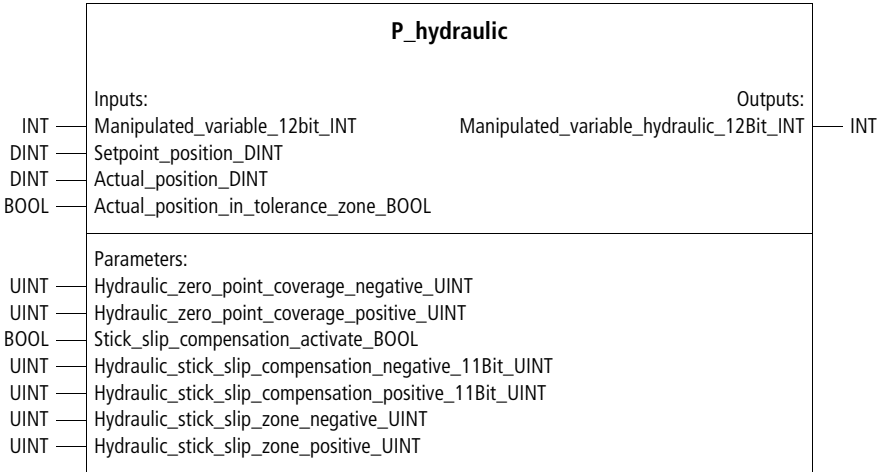 P_hydraulic
Inputs: Outputs:
INT Manipulated_variable_12bit_INT Manipulated_variable_hydraulic_12Bit_INT INT
DINT Setpoint_position_DINT
DINT Actual_position_DINT
BOOL Actual_position_in_tolerance_zone_BOOL
Parameters:
UINT Hydraulic_zero_point_coverage_negative_UINT
UINT Hydraulic_zero_point_coverage_positive_UINT
BOOL Stick_slip_compensation_activate_BOOL
UINT Hydraulic_stick_slip_compensation_negative_11Bit_UINT
UINT Hydraulic_stick_slip_compensation_positive_11Bit_UINT
UINT Hydraulic_stick_slip_zone_negative_UINT
UINT Hydraulic_stick_slip_zone_positive_UINT